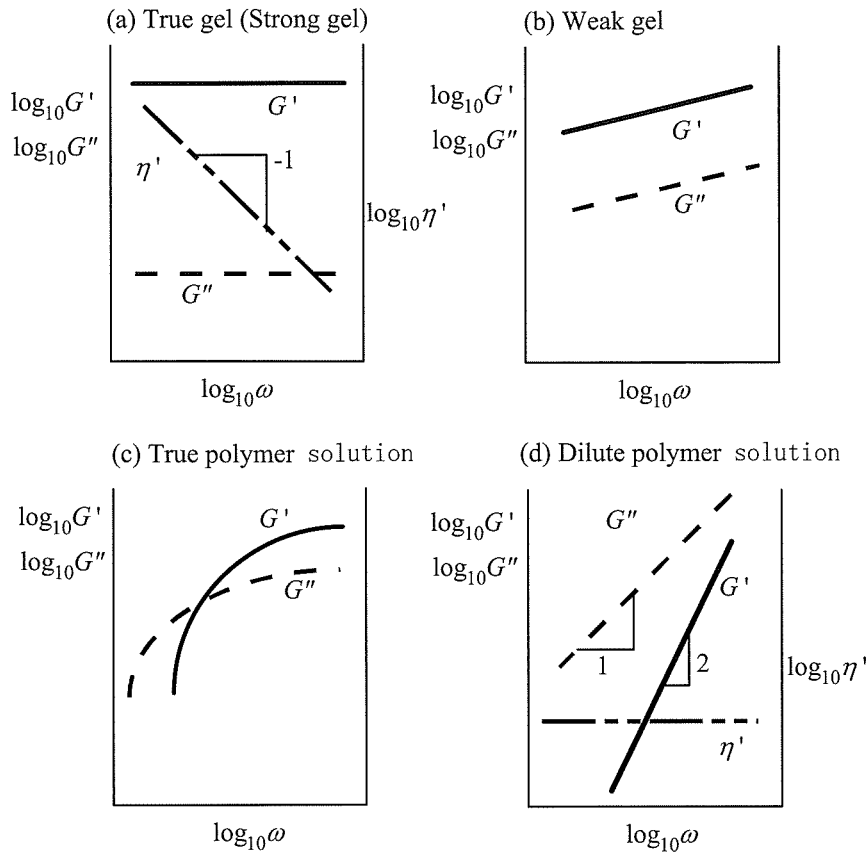 (a) True gel (Strong gel)
log₁₀G'
log₁₀G''
G'
η'
-1
log₁₀η'
G''
log₁₀ω
(b) Weak gel
log₁₀G'
log₁₀G''
G'
G''
log₁₀ω
(c) True polymer solution
log₁₀G'
log₁₀G''
G'
G''
log₁₀ω
(d) Dilute polymer solution
log₁₀G'
log₁₀G''
G''
G'
1
2
log₁₀η'
η'
log₁₀ω